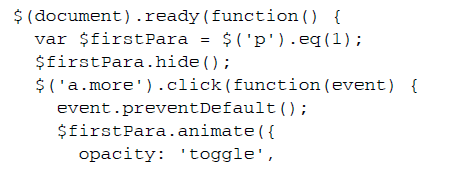 $(document).ready(function() {
var $firstPara = $('p').eq(1);
$firstPara.hide();
$('a.more').click(function(event) {
event.preventDefault();
$firstPara.animate({
opacity: 'toggle',